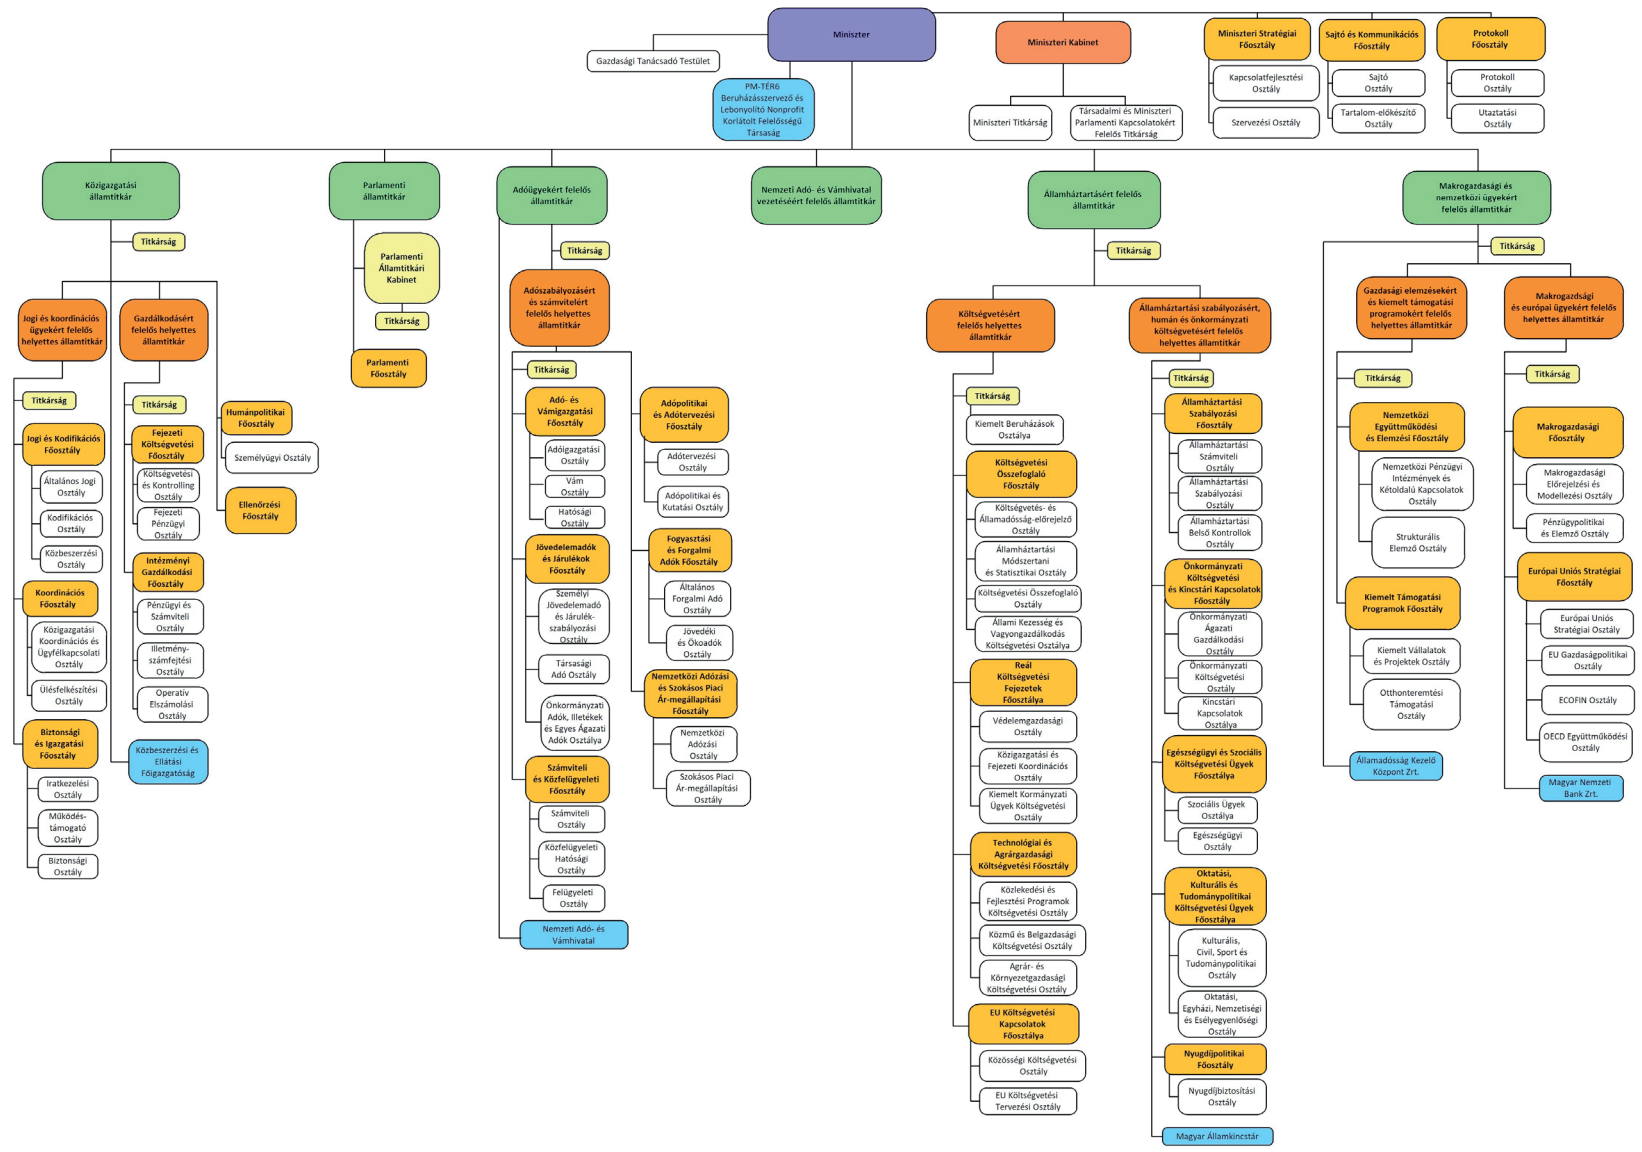 Miniszter
Gazdasági Tanácsadó Testület
PM-TÉR6
Beruházásszervező és
Lebonyolító Nonprofit
Korlátolt Felelősségű
Társaság
Miniszteri Kabinet
Miniszteri Titkárság
Társadalmi és Miniszteri
Parlamenti Kapcsolatokért
Felelős Titkárság
Miniszteri Stratégiai
Főosztály
Kapcsolatfejlesztési
Osztály
Szervezési Osztály
Sajtó és Kommunikációs
Főosztály
Sajtó
Osztály
Tartalom-előkészítő
Osztály
Protokoll
Főosztály
Protokoll
Osztály
Utaztatási
Osztály
Közigazgatási
államtitkár
Titkárság
Jogi és koordinációs
ügyekért felelős
helyettes államtitkár
Titkárság
Jogi és Kodifikációs
Főosztály
Általános Jogi
Osztály
Kodifikációs
Osztály
Közbeszerzési
Osztály
Koordinációs
Főosztály
Közigazgatási
Koordinációs és
Ügyfélkapcsolati
Osztály
Ülésfelkészítési
Osztály
Biztonsági
és Igazgatási
Főosztály
Iratkezelési
Osztály
Működés-
támogató
Osztály
Biztonsági
Osztály
Gazdálkodásért
felelős helyettes
államtitkár
Titkárság
Fejezeti
Költségvetési
Főosztály
Költségvetési
és Kontrolling
Osztály
Fejezeti
Pénzügyi
Osztály
Intézményi
Gazdálkodási
Főosztály
Pénzügyi és
Számviteli
Osztály
Illetmény-
számfejtési
Osztály
Operatív
Elszámolási
Osztály
Közbeszerzési és
Ellátási
Főigazgatóság
Humánpolitikai
Főosztály
Személyügyi Osztály
Ellenőrzési
Főosztály
Parlamenti
államtitkár
Parlamenti
Államtitkári
Kabinet
Titkárság
Parlamenti
Főosztály
Adóügyekért felelős
államtitkár
Titkárság
Adószabályozásért
és számvitelért
felelős helyettes
államtitkár
Titkárság
Adó- és
Vámigazgatási
Főosztály
Adóigazgatási
Osztály
Vám
Osztály
Hatósági
Osztály
Jövedelemadók
és Járulékok
Főosztály
Személyi
Jövedelemadó
és Járulék-
szabályozási
Osztály
Társasági
Adó Osztály
Önkormányzati
Adók, Illetékek
és Egyes Ágazati
Adók Osztálya
Számviteli
és Közfelügyeleti
Főosztály
Számviteli
Osztály
Közfelügyeleti
Hatósági
Osztály
Felügyeleti
Osztály
Nemzeti Adó- és
Vámhivatal
Adópolitikai
és Adótervezési
Főosztály
Adótervezési
Osztály
Adópolitikai és
Kutatási Osztály
Fogyasztási
és Forgalmi
Adók Főosztály
Általános
Forgalmi Adó
Osztály
Jövedéki
és Ökoadók
Osztály
Nemzetközi Adózási
és Szokásos Piaci
Ár-megállapítási
Főosztály
Nemzetközi
Adózási
Osztály
Szokásos Piaci
Ár-megállapítási
Osztály
Nemzeti Adó- és Vámhivatal
vezetéséért felelős államtitkár
Államháztartásért felelős
államtitkár
Titkárság
Költségvetésért
felelős helyettes
államtitkár
Titkárság
Kiemelt Beruházások
Osztálya
Költségvetési
Összefoglaló
Főosztály
Költségvetés- és
Államadósság-előrejelző
Osztály
Államháztartási
Módszertani
és Statisztikai Osztály
Költségvetési Összefoglaló
Osztály
Állami Kezesség és
Vagyongazdálkodás
Költségvetési Osztálya
Reál
Költségvetési
Fejezetek
Főosztálya
Védelemgazdasági
Osztály
Közigazgatási és
Fejezeti Koordinációs
Osztály
Kiemelt Kormányzati
Ügyek Költségvetési
Osztály
Technológiai és
Agrárgazdasági
Költségvetési Főosztály
Közlekedési és
Fejlesztési Programok
Költségvetési Osztály
Közmű és Belgazdasági
Költségvetési Osztály
Agrár- és
Környezetgazdasági
Költségvetési Osztály
EU Költségvetési
Kapcsolatok
Főosztálya
Közösségi Költségvetési
Osztály
EU Költségvetési
Tervezési Osztály
Államháztartási szabályozásért,
humán és önkormányzati
költségvetésért felelős
helyettes államtitkár
Titkárság
Államháztartási
Szabályozási
Főosztály
Államháztartási
Számviteli
Osztály
Államháztartási
Szabályozási
Osztály
Államháztartási
Belső Kontrollok
Osztály
Önkormányzati
Költségvetési
és Kincstári Kapcsolatok
Főosztálya
Önkormányzati
Ágazati
Gazdálkodási
Osztály
Önkormányzati
Költségvetési
Osztály
Kincstári
Kapcsolatok
Osztálya
Egészségügyi és Szociális
Költségvetési Ügyek
Főosztálya
Szociális Ügyek
Osztálya
Egészségügyi
Osztály
Oktatási,
Kulturális és
Tudománypolitikai
Költségvetési Ügyek
Főosztálya
Kulturális,
Civil, Sport és
Tudománypolitikai
Osztály
Oktatási,
Egyházi, Nemzetiségi
és Esélyegyenlőségi
Osztály
Nyugdíjpolitikai
Főosztály
Nyugdíjbiztosítási
Osztály
Magyar Államkincstár
Makrogazdasági és
nemzetközi ügyekért
felelős államtitkár
Titkárság
Gazdasági elemzésekért
és kiemelt támogatási
programokért felelős
helyettes államtitkár
Titkárság
Nemzetközi
Együttműködési
és Elemzési Főosztály
Nemzetközi Pénzügyi
Intézmények és
Kétoldalú Kapcsolatok
Osztály
Strukturális
Elemző Osztály
Kiemelt Támogatási
Programok Főosztály
Kiemelt Vállalatok
és Projektek Osztály
Otthonteremtési
Támogatási
Osztály
Államadósság Kezelő
Központ Zrt.
Makrogazdsági
és európai ügyekért felelős
helyettes államtitkár
Titkárság
Makrogazdasági
Főosztály
Makrogazdasági
Előrejelzési és
Modellezési Osztály
Pénzügypolitikai
és Elemző Osztály
Európai Uniós Stratégiai
Főosztály
Európai Uniós
Stratégiai Osztály
EU Gazdaságpolitikai
Osztály
ECOFIN Osztály
OECD Együttműködési
Osztály
Magyar Nemzeti
Bank Zrt.